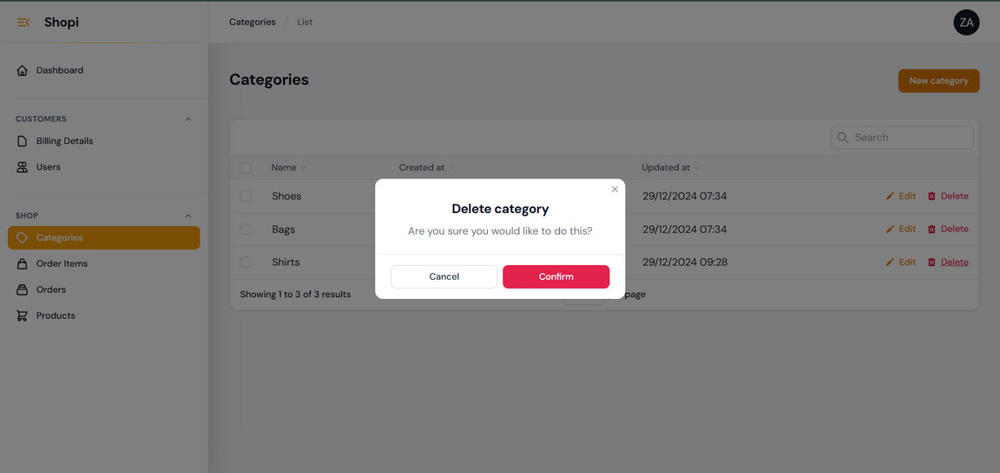 Shopi
Categories List
ZA
Dashboard
CUSTOMERS
Billing Details
Users
SHOP
Categories
Order Items
Orders
Products
Categories
New category
Search
Name Created at Updated at
Shoes 29/12/2024 07:34 Edit Delete
Bags 29/12/2024 07:34 Edit Delete
Shirts 29/12/2024 09:28 Edit Delete
Showing 1 to 3 of 3 results page
Delete category
Are you sure you would like to do this?
Cancel Confirm